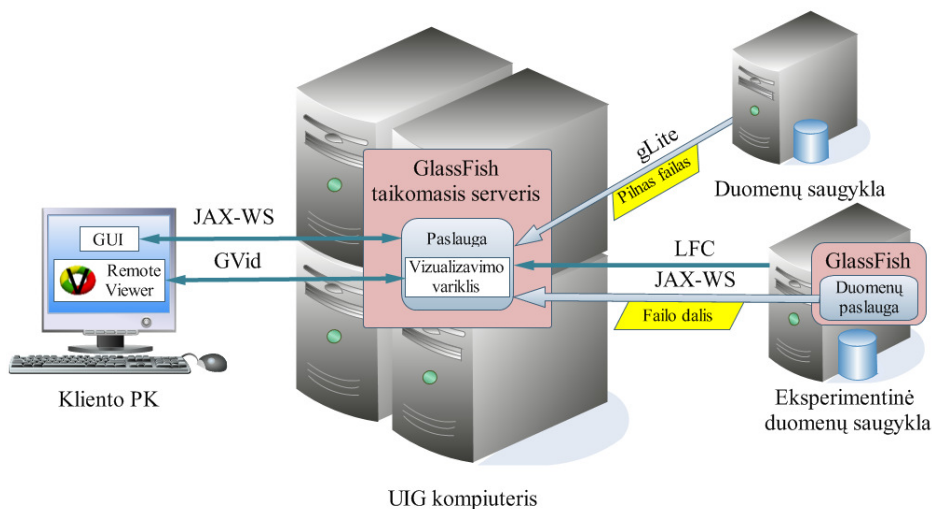 GlassFish
taikomasis serveris
gLite
Pilnas failas
Duomenų saugykla
JAX-WS
GUI
GVid
Remote
Viewer
Paslauga
Vizualizavimo
variklis
LFC
JAX-WS
Failo dalis
GlassFish
Duomenų
paslauga
Kliento PK
Eksperimentinė
duomenų saugykla
UIG kompiuteris